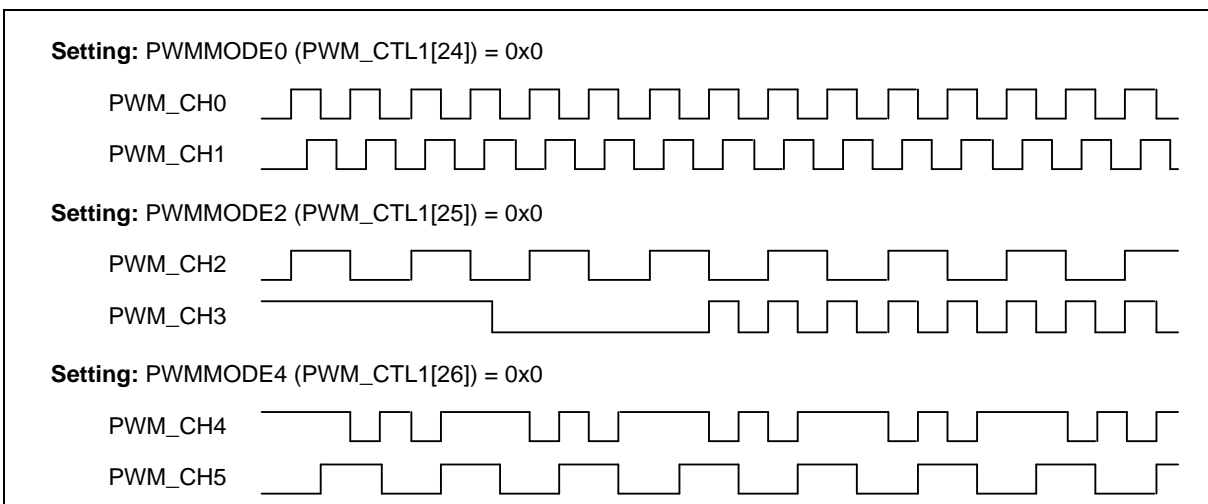 Setting: PWMMODE0 (PWM_CTL1[24]) = 0x0
PWM_CH0
PWM_CH1
Setting: PWMMODE2 (PWM_CTL1[25]) = 0x0
PWM_CH2
PWM_CH3
Setting: PWMMODE4 (PWM_CTL1[26]) = 0x0
PWM_CH4
PWM_CH5